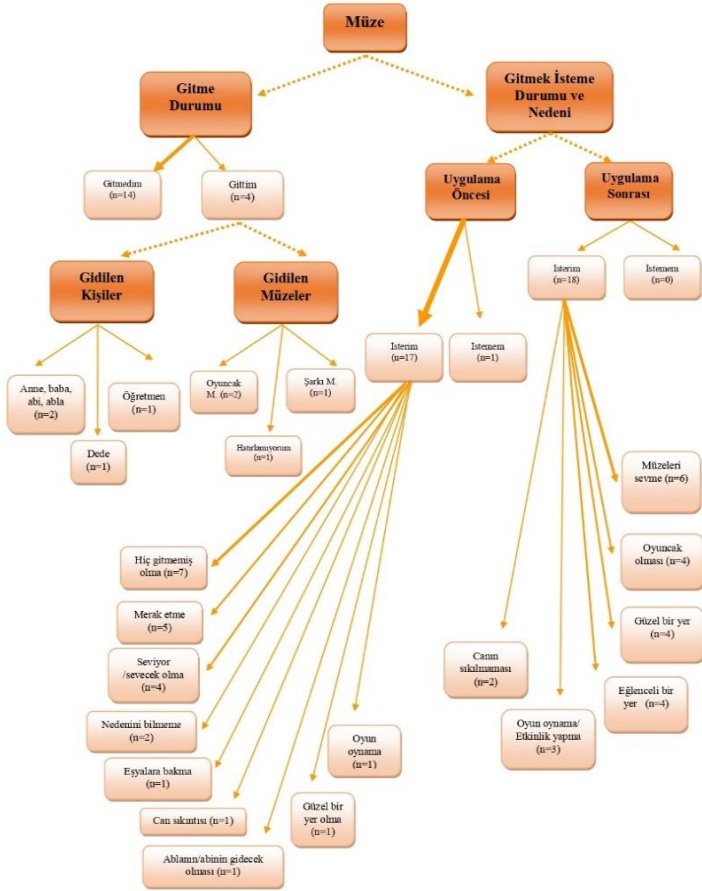 Müze
Gitme
Durumu
Gitmek İsteme
Durumu ve
Nedeni
Gitmedim
(n=14)
Gittim
(n=4)
Uygulama
Öncesi
Uygulama
Sonrası
Gidilen
Kişiler
Gidilen
Müzeler
İsterim
(n=18)
İstemem
(n=0)
İsterim
(n=17)
İstemem
(n=1)
Anne, baba,
abi, abla
(n=2)
Öğretmen
(n=1)
Dede
(n=1)
Oyuncak
M. (n=2)
Şarkı M.
(n=1)
Hatırlamıyorum
(n=1)
Hiç gitmemiş
olma (n=7)
Merak etme
(n=5)
Seviyor
/sevecek olma
(n=4)
Nedenini bilmeme
(n=2)
Eşyalara bakma
(n=1)
Can sıkıntısı (n=1)
Ablanın/abinin gidecek
olması (n=1)
Güzel bir
yer olma
(n=1)
Oyun
oynama
(n=1)
Canın
sıkılmaması
(n=2)
Oyun oynama/
Etkinlik yapma
(n=3)
Eğlenceli bir
yer (n=4)
Güzel bir yer
(n=4)
Oyuncak
olması (n=4)
Müzeleri
sevme (n=6)